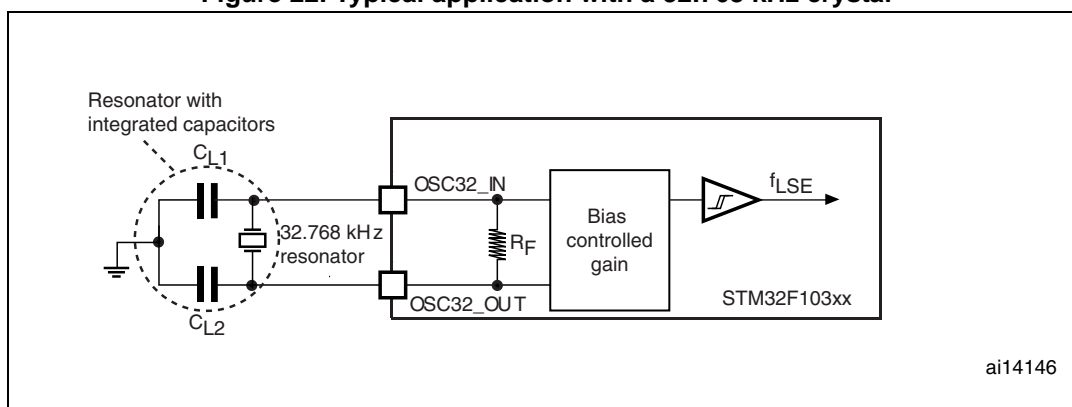 Figure 22. Typical application with a 32.768 kHz crystal
Resonator with
integrated capacitors
CL1
OSC32_IN
fLSE
32.768 kHz
resonator
RF
Bias
controlled
gain
OSC32_OUT
STM32F103xx
CL2
ai14146